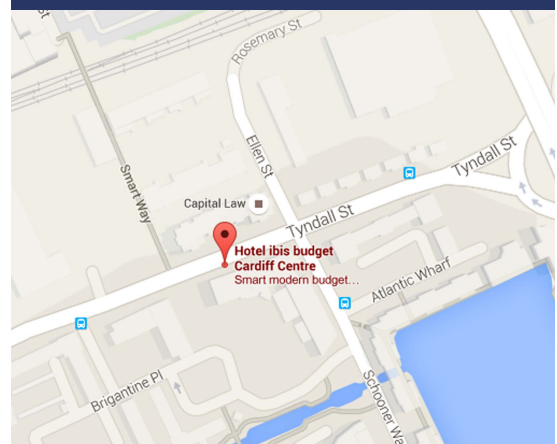 St
Rosemary St
Ellen St
Tyndall St
Smart Way
Capital Law
Tyndall St
Hotel ibis budget
Cardiff Centre
Smart modern budget...
Atlantic Wharf
Brigantine Pl
Schooner Wa